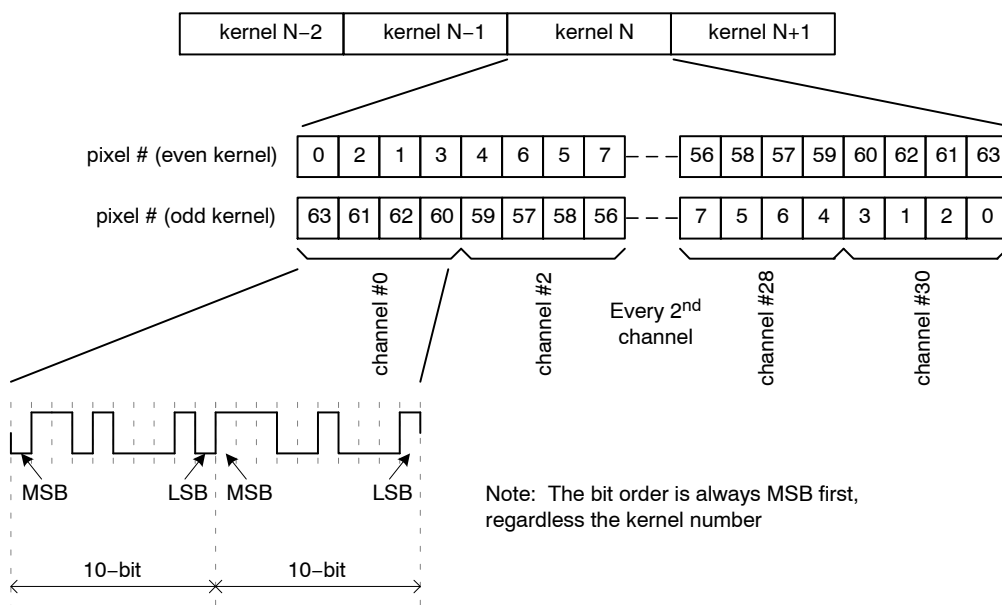 kernel N−2 kernel N−1 kernel N kernel N+1
pixel # (even kernel) 0 2 1 3 4 6 5 7 56 58 57 59 60 62 61 63
pixel # (odd kernel) 63 61 62 60 59 57 58 56 7 5 6 4 3 1 2 0
channel #0
channel #2
Every 2nd
channel
channel #28
channel #30
MSB LSB MSB LSB
Note: The bit order is always MSB first,
regardless the kernel number
10−bit 10−bit